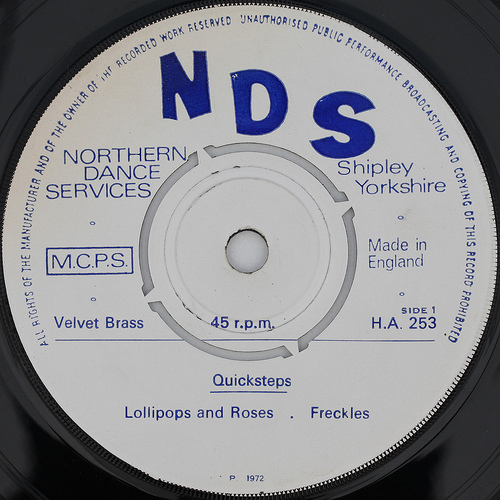 ALL RIGHTS OF THE MANUFACTURER AND OF THE OWNER OF THE RECORDED WORK RESERVED UNAUTHORISED PUBLIC PERFORMANCE BROADCASTING AND COPYING OF THIS RECORD PROHIBITED
NDS
NORTHERN
DANCE
SERVICES
Shipley
Yorkshire
M.C.P.S.
Made in
England
Velvet Brass
45 r.p.m.
SIDE 1
H.A. 253
Quicksteps
Lollipops and Roses . Freckles
P 1972